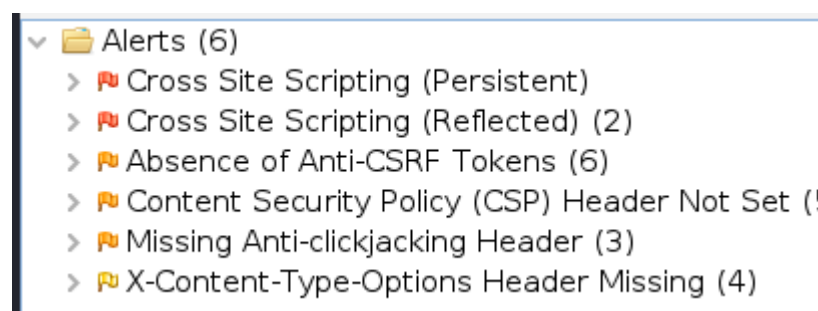 Alerts (6)
Cross Site Scripting (Persistent)
Cross Site Scripting (Reflected) (2)
Absence of Anti-CSRF Tokens (6)
Content Security Policy (CSP) Header Not Set
Missing Anti-clickjacking Header (3)
X-Content-Type-Options Header Missing (4)